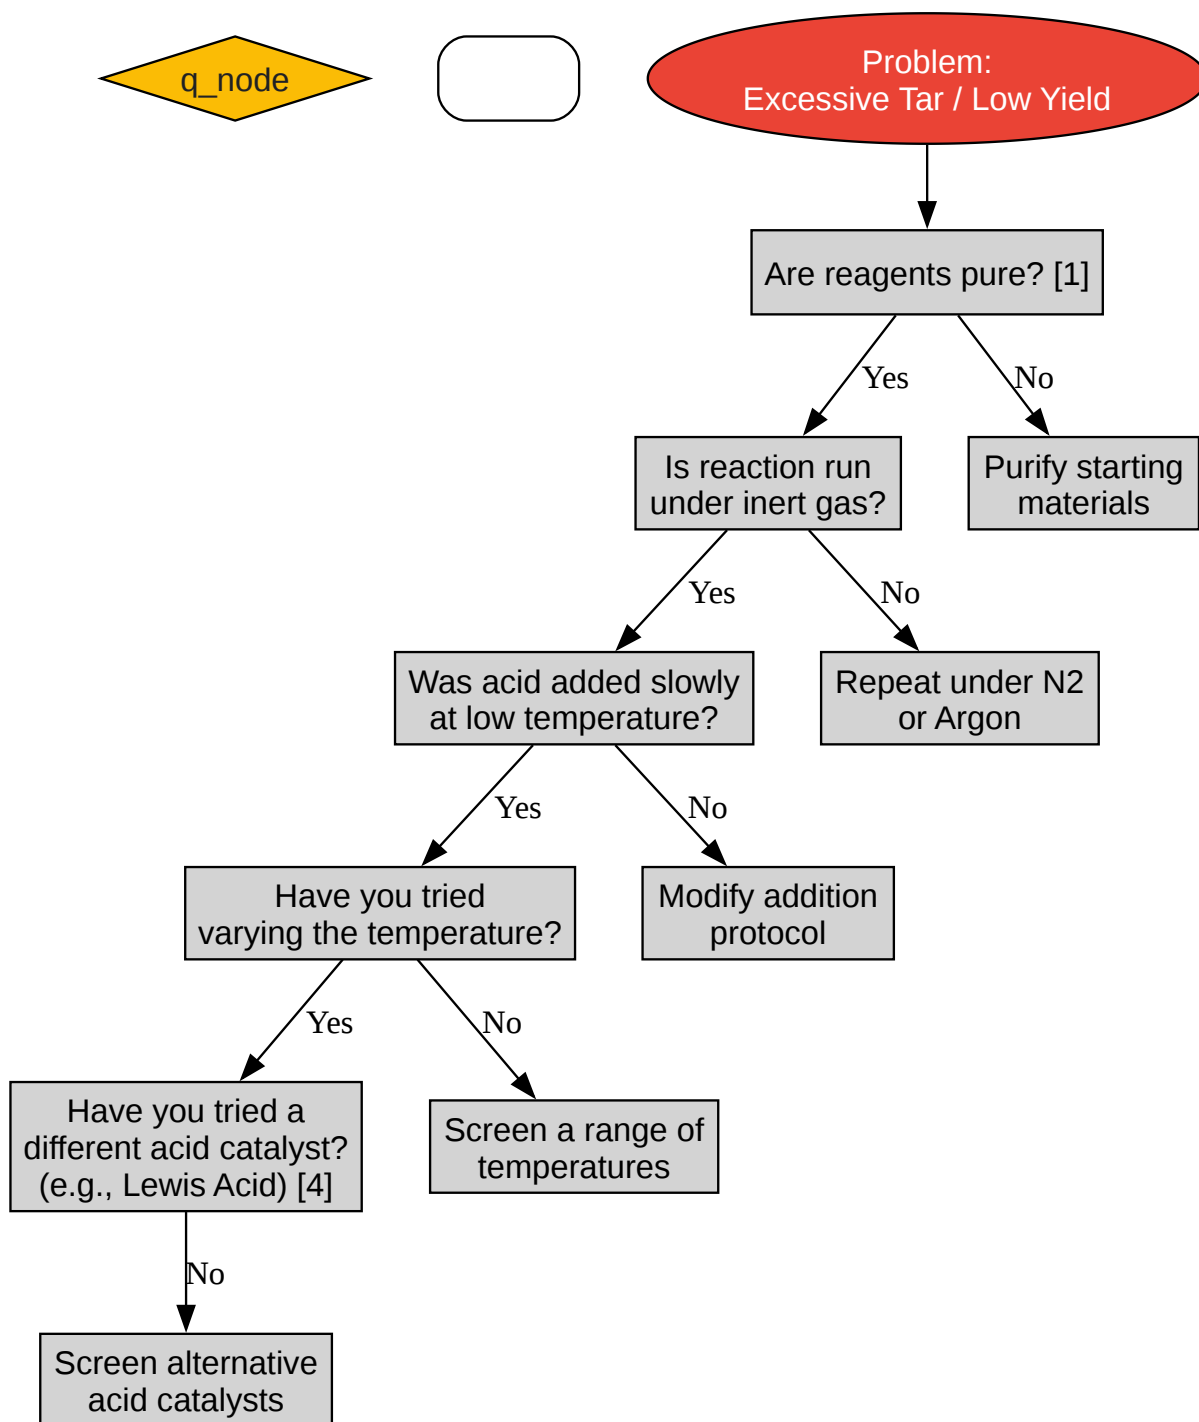 q_node
Problem:
Excessive Tar / Low Yield
Are reagents pure? [1]
Yes
No
Is reaction run
under inert gas?
Purify starting
materials
Yes
No
Was acid added slowly
at low temperature?
Repeat under N2
or Argon
Yes
No
Have you tried
varying the temperature?
Modify addition
protocol
Yes
No
Have you tried a
different acid catalyst?
(e.g., Lewis Acid) [4]
Screen a range of
temperatures
No
Screen alternative
acid catalysts